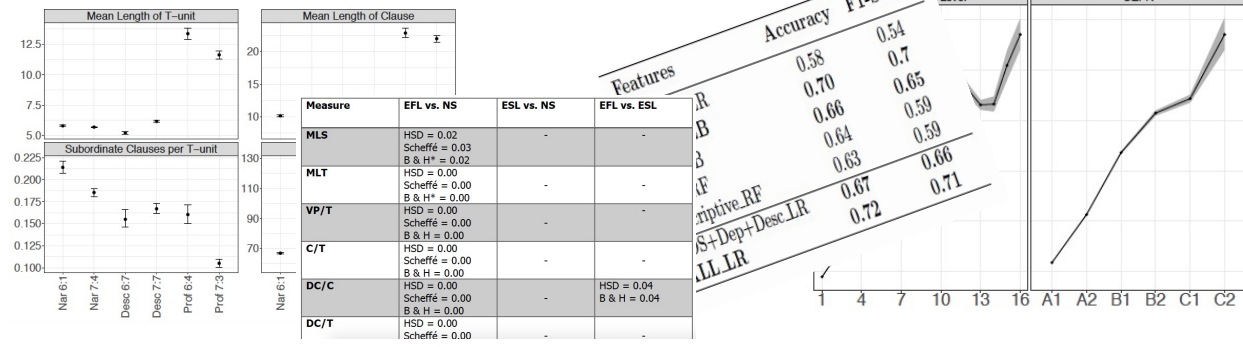 Mean Length of T-unit
12.5
10.0
7.5
5.0
Subordinate Clauses per T-unit
0.225
0.200
0.175
0.150
0.125
0.100
Nar 6:1
Nar 7:4
Desc 6:7
Desc 7:7
Prof 6:4
Prof 7:3
Mean Length of Clause
20
15
10
130
110
90
70
Nar 6:1
Measure EFL vs. NS ESL vs. NS EFL vs. ESL
MLS HSD = 0.02 - -
Scheffé = 0.03
B & H* = 0.02
MLT HSD = 0.00 - -
Scheffé = 0.00
B & H* = 0.00
VP/T HSD = 0.00 - -
Scheffé = 0.00
B & H = 0.00
C/T HSD = 0.00 - -
Scheffé = 0.00
B & H = 0.00
DC/C HSD = 0.00 - HSD = 0.04
Scheffé = 0.00 B & H = 0.04
B & H = 0.00
DC/T HSD = 0.00 - -
Scheffé = 0.00
Features Accuracy
0.58 0.54
R 0.70 0.7
B 0.66 0.65
B 0.64 0.59
RF 0.63 0.59
criptive_RF 0.67 0.66
S+Dep+Desc_LR 0.72 0.71
ALL_LR
1 4 7 10 13 16
A1 A2 B1 B2 C1 C2